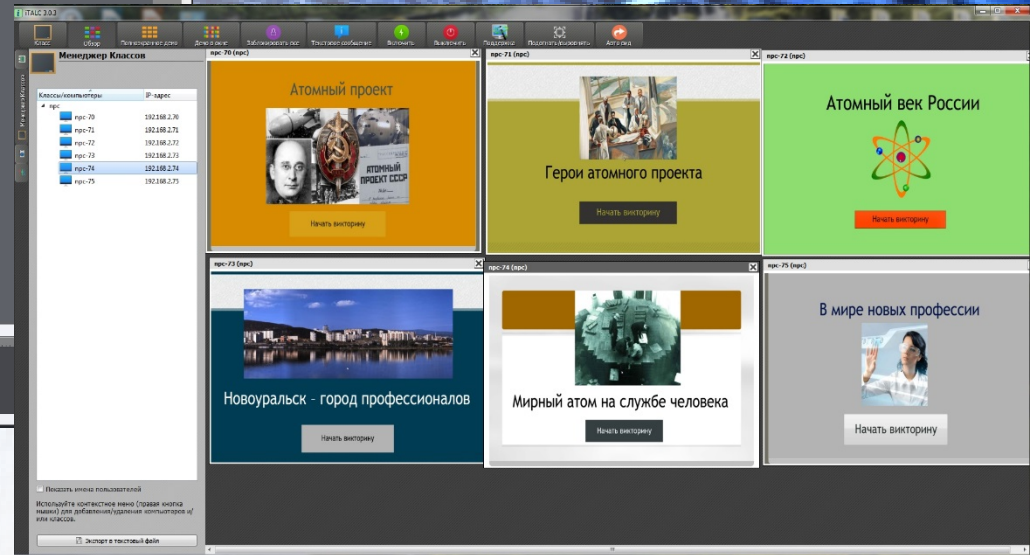 iTALC 3.0.3
Класс
Обзор
Полноэкранное демо
Демо в окне
Заблокировать все
Текстовое сообщение
Включить
Выключить
Поддержка
Подогнать/выровнять
Авто вид
Менеджер Классов
Классы/компьютеры IP-адрес
npc
npc-70 192.168.2.70
npc-71 192.168.2.71
npc-72 192.168.2.72
npc-73 192.168.2.73
npc-74 192.168.2.74
npc-75 192.168.2.75
Показать имена пользователей
Используйте контекстное меню (правая кнопка
мышки) для добавления/удаления компьютеров и/
или классов.
Экспорт в текстовый файл
npc-70 (npc)
Атомный проект
АТОМНЫЙ
ПРОЕКТ СССР
Начать викторину
npc-71 (npc)
Герои атомного проекта
Начать викторину
npc-72 (npc)
Атомный век России
Начать викторину
npc-73 (npc)
Новоуральск - город профессионалов
Начать викторину
npc-74 (npc)
Мирный атом на службе человека
Начать викторину
npc-75 (npc)
В мире новых профессии
Начать викторину